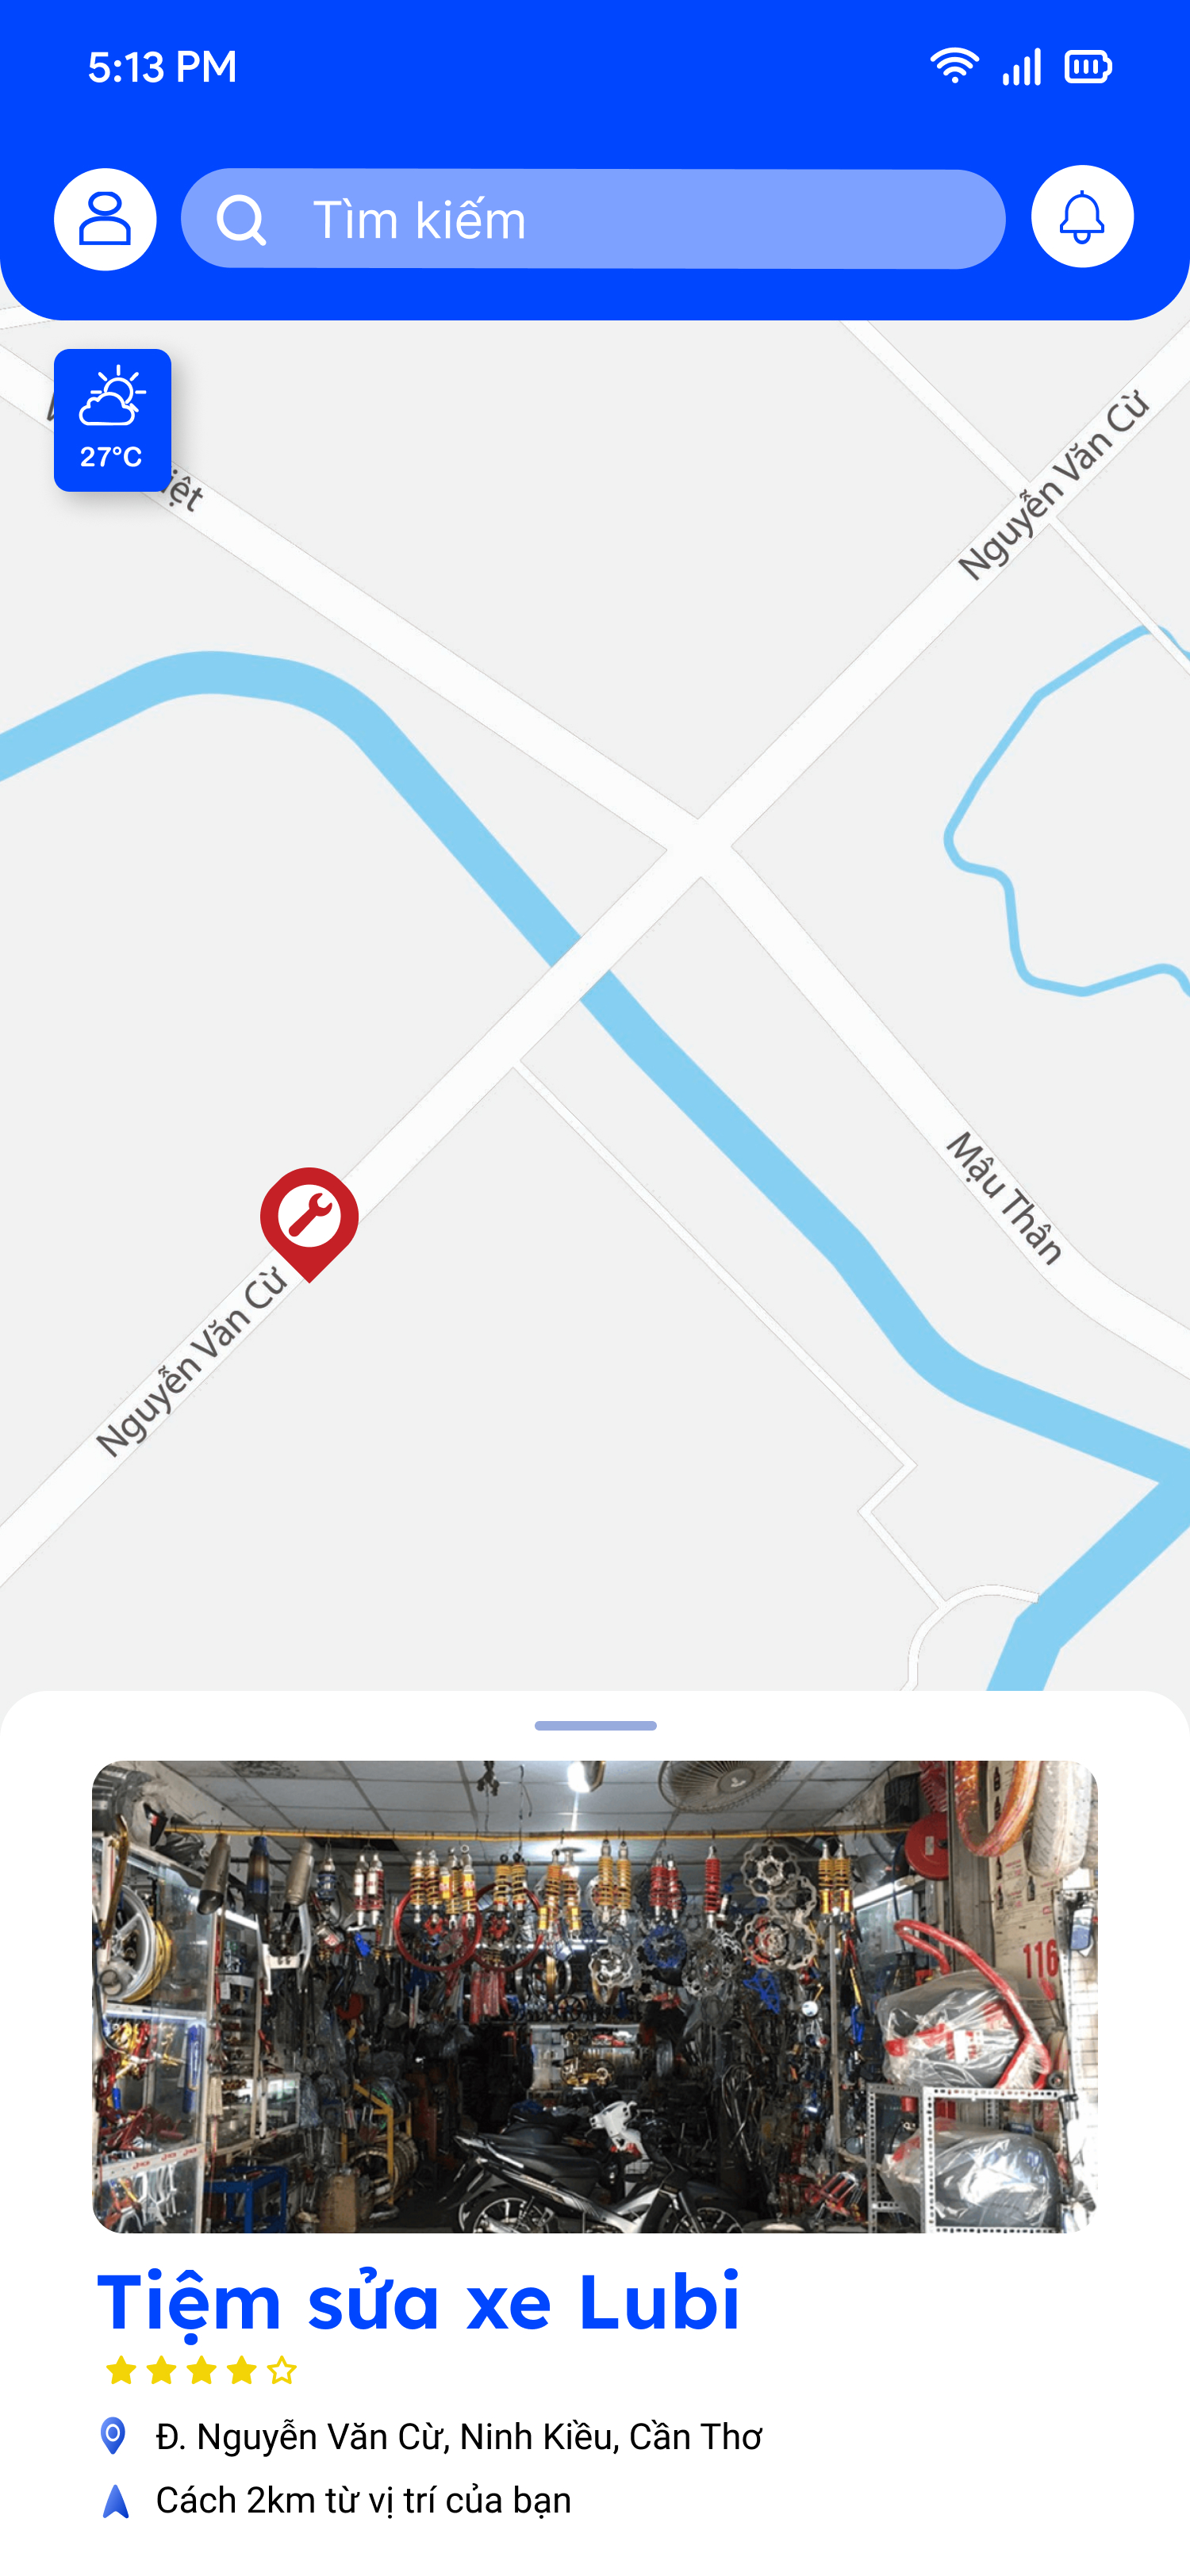 5:13 PM
Tìm kiếm
27°C
iệt
Nguyễn Văn Cừ
Mậu Thân
Nguyễn Văn Cừ
116
Tiệm sửa xe Lubi
Đ. Nguyễn Văn Cừ, Ninh Kiều, Cần Thơ
Cách 2km từ vị trí của bạn